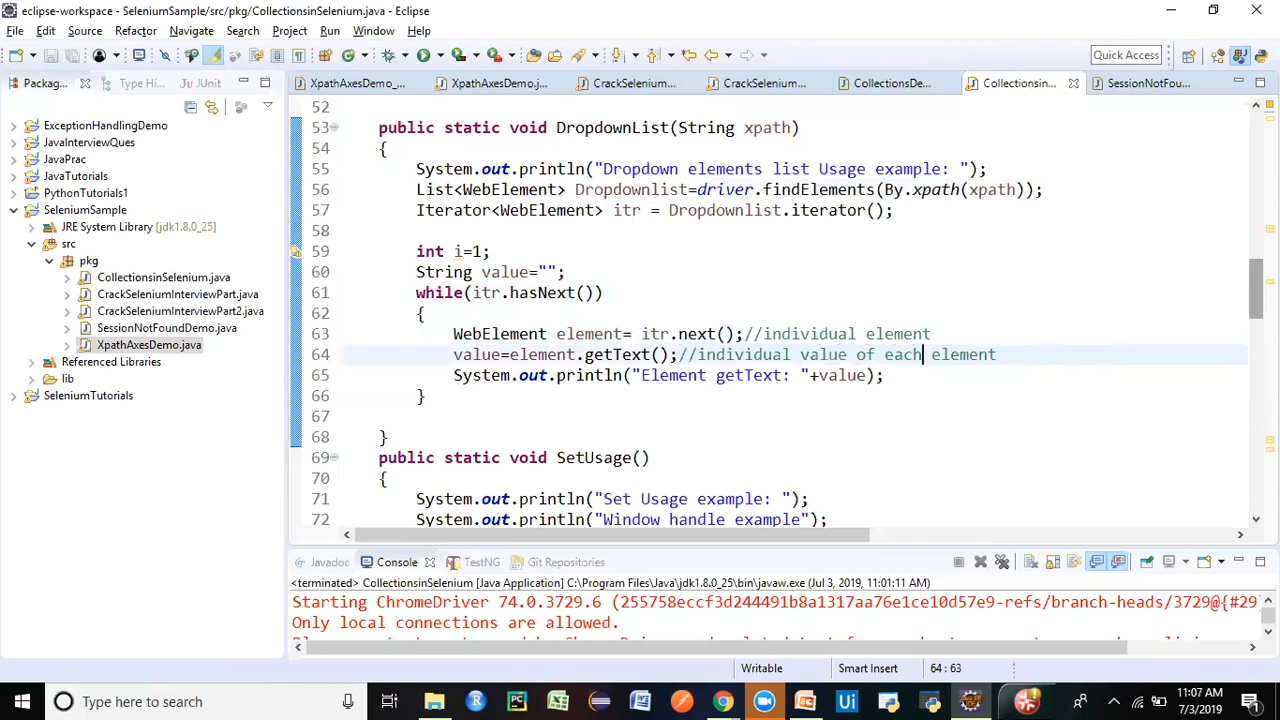 eclipse-workspace - SeleniumSample/src/pkg/CollectionsinSelenium.java - Eclipse
File Edit Source Refactor Navigate Search Project Run Window Help
Quick Access
Packag... Type Hi... JUnit
XpathAxesDemo_... XpathAxesDemo.j... CrackSelenium... CrackSelenium... CollectionsDe... Collectionsin... SessionNotFou...
ExceptionHandlingDemo
JavaInterviewQues
JavaPrac
JavaTutorials
PythonTutorials1
SeleniumSample
JRE System Library [jdk1.8.0_25]
src
pkg
CollectionsinSelenium.java
CrackSeleniumInterviewPart.java
CrackSeleniumInterviewPart2.java
SessionNotFoundDemo.java
XpathAxesDemo.java
Referenced Libraries
lib
SeleniumTutorials
52
53 public static void DropdownList(String xpath)
54 {
55 System.out.println("Dropdown elements list Usage example: ");
56 List<WebElement> Dropdownlist=driver.findElements(By.xpath(xpath));
57 Iterator<WebElement> itr = Dropdownlist.iterator();
58
59 int i=1;
60 String value="";
61 while(itr.hasNext())
62 {
63 WebElement element= itr.next();//individual element
64 value=element.getText();//individual value of each element
65 System.out.println("Element getText: "+value);
66 }
67
68 }
69 public static void SetUsage()
70 {
71 System.out.println("Set Usage example: ");
72 System.out.println("Window handle example");
Javadoc Console TestNG Git Repositories
<terminated> CollectionsinSelenium [Java Application] C:\Program Files\Java\jdk1.8.0_25\bin\javaw.exe (Jul 3, 2019, 11:01:11 AM)
Starting ChromeDriver 74.0.3729.6 (255758eccf3d244491b8a1317aa76e1ce10d57e9-refs/branch-heads/3729@{#29
Only local connections are allowed.
Writable Smart Insert 64 : 63
Type here to search
11:07 AM
7/3/2019